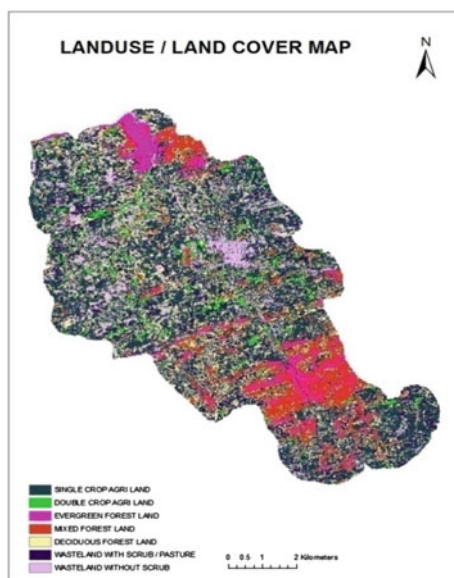 LANDUSE / LAND COVER MAP
N
SINGLE CROP AGRI LAND
DOUBLE CROP AGRI LAND
EVERGREEN FOREST LAND
MIXED FOREST LAND
DECIDUOUS FOREST LAND
WASTELAND WITH SCRUB / PASTURE
WASTELAND WITHOUT SCRUB
0 0.5 1 2 Kilometers